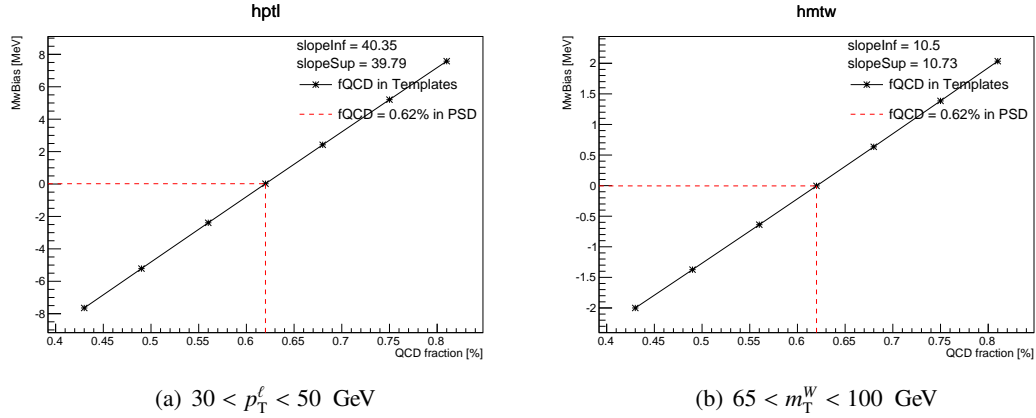 hptl
MwBias [MeV]
slopeInf = 40.35
slopeSup = 39.79
fQCD in Templates
fQCD = 0.62% in PSD
8
6
4
2
0
-2
-4
-6
-8
0.4 0.45 0.5 0.55 0.6 0.65 0.7 0.75 0.8
QCD fraction [%]
(a) 30 < p_T^ℓ < 50 GeV
hmtw
MwBias [MeV]
slopeInf = 10.5
slopeSup = 10.73
fQCD in Templates
fQCD = 0.62% in PSD
2
1.5
1
0.5
0
-0.5
-1
-1.5
-2
0.4 0.45 0.5 0.55 0.6 0.65 0.7 0.75 0.8
QCD fraction [%]
(b) 65 < m_T^W < 100 GeV